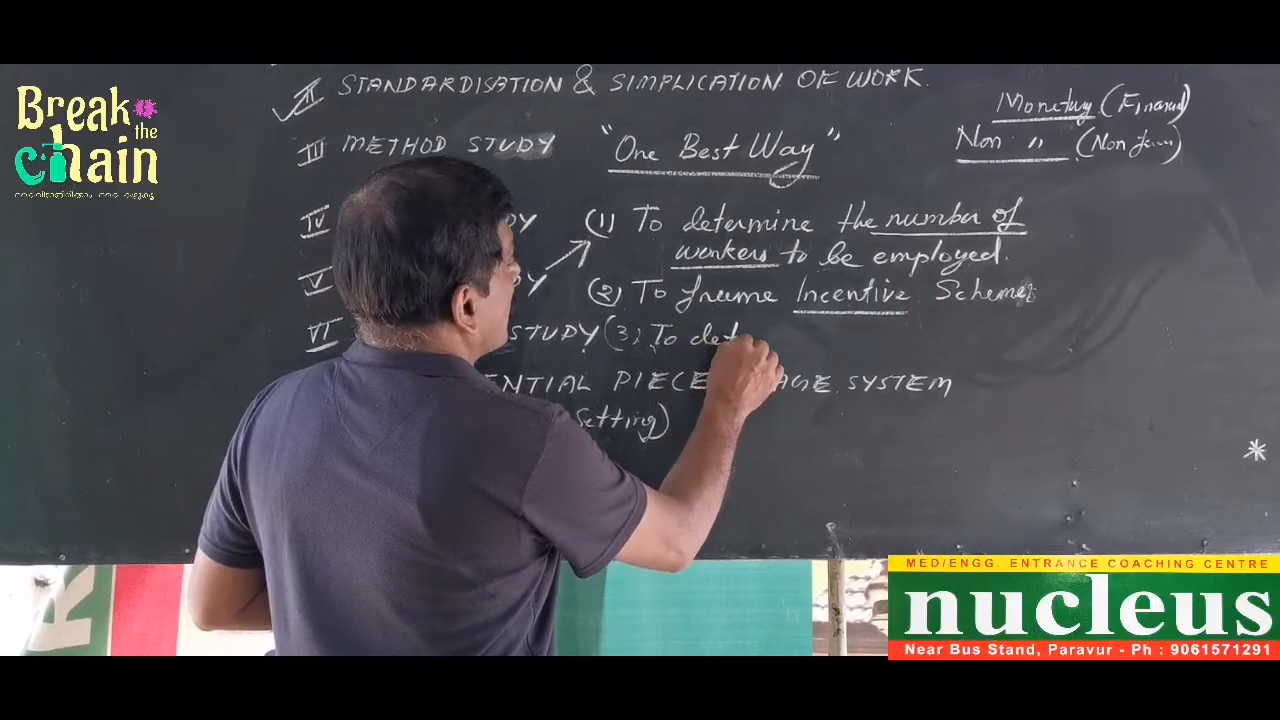 Break
the
chain
II STANDARDISATION & SIMPLICATION OF WORK.
Monetary (Financial)
III METHOD STUDY "One Best Way"
Non " (Non
IV DY (1) To determine the number of
workers to be employed.
V DY
(2) To frame Incentive Schemes
VI STUDY (3) To det
ENTIAL PIECE AGE SYSTEM
Setting)
*
MED/ENGG. ENTRANCE COACHING CENTRE
nucleus
Near Bus Stand, Paravur - Ph : 9061571291